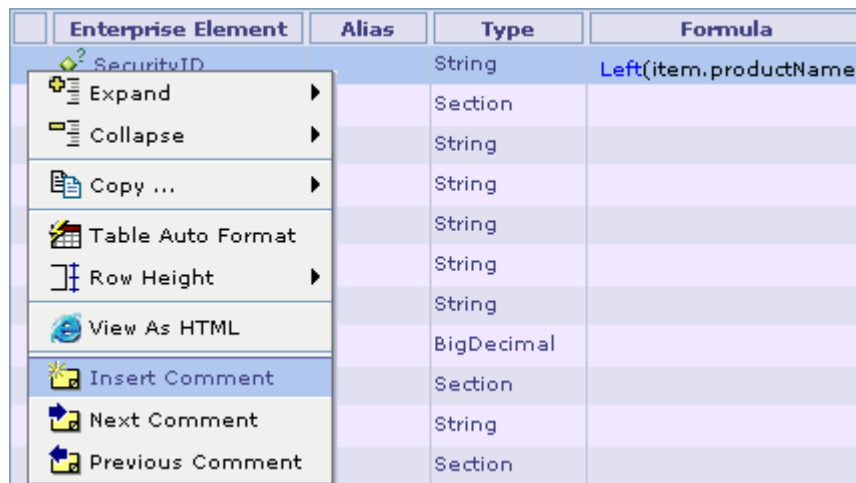 Enterprise Element Alias Type Formula
SecurityID String Left(item.productName
Expand Section
Collapse String
Copy ... String
Table Auto Format String
Row Height String
String
View As HTML BigDecimal
Insert Comment Section
Next Comment String
Previous Comment Section